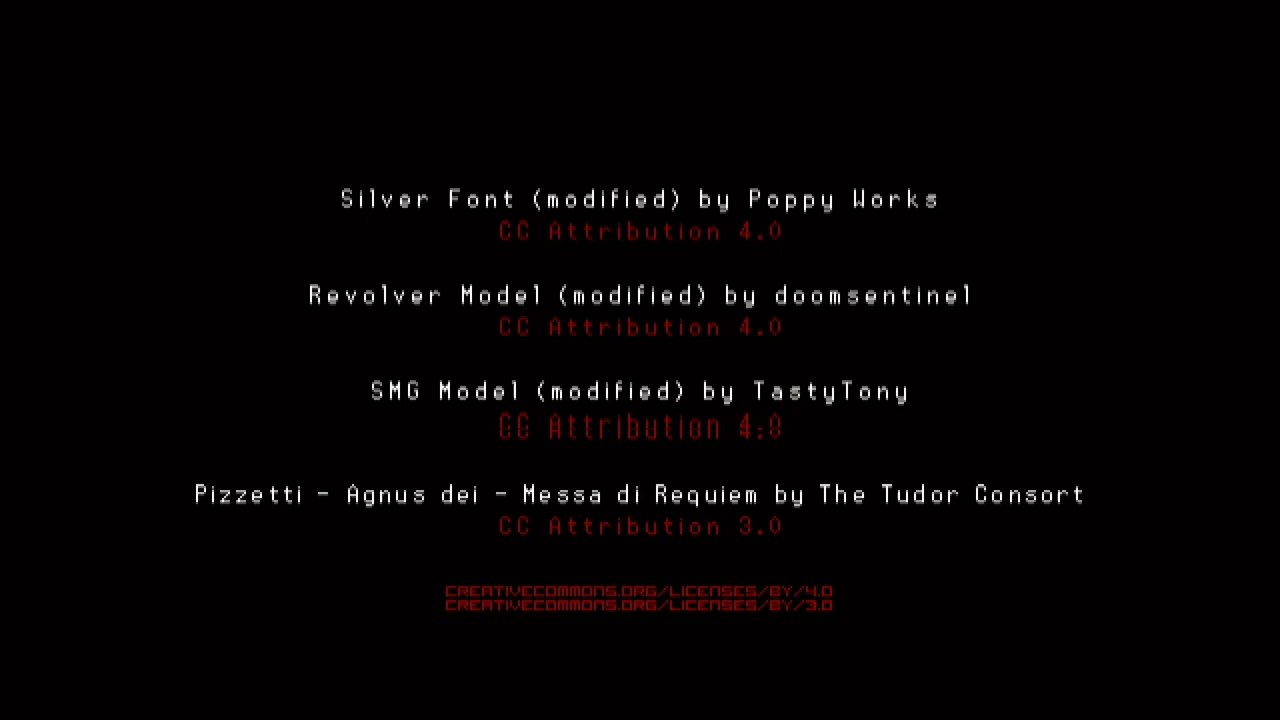 Silver Font (modified) by Poppy Works
CC Attribution 4.0
Revolver Model (modified) by doomsentinel
CC Attribution 4.0
SMG Model (modified) by TastyTony
CC Attribution 4.0
Pizzetti - Agnus dei - Messa di Requiem by The Tudor Consort
CC Attribution 3.0
CREATIVECOMMONS.ORG/LICENSES/BY/4.0
CREATIVECOMMONS.ORG/LICENSES/BY/3.0